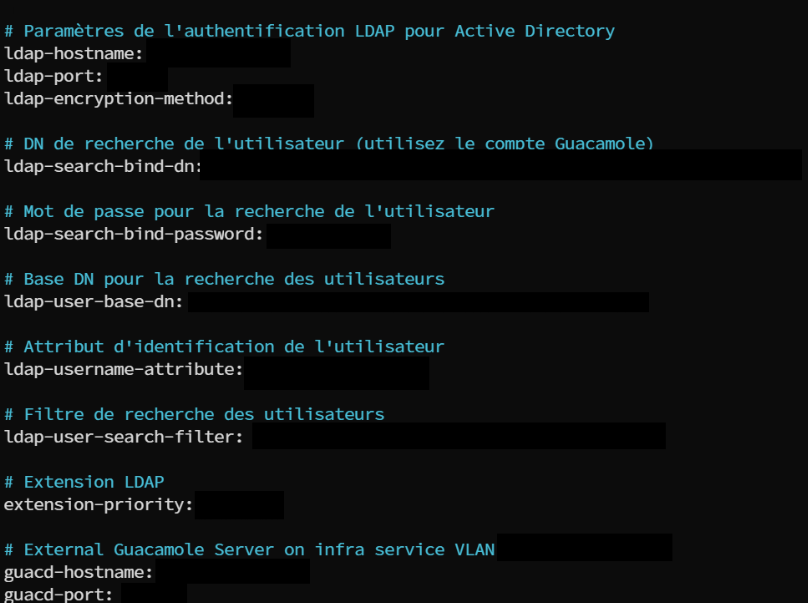 # Paramètres de l'authentification LDAP pour Active Directory
ldap-hostname:
ldap-port:
ldap-encryption-method:
# DN de recherche de l'utilisateur (utilisez le compte Guacamole)
ldap-search-bind-dn:
# Mot de passe pour la recherche de l'utilisateur
ldap-search-bind-password:
# Base DN pour la recherche des utilisateurs
ldap-user-base-dn:
# Attribut d'identification de l'utilisateur
ldap-username-attribute:
# Filtre de recherche des utilisateurs
ldap-user-search-filter:
# Extension LDAP
extension-priority:
# External Guacamole Server on infra service VLAN
guacd-hostname:
guacd-port: